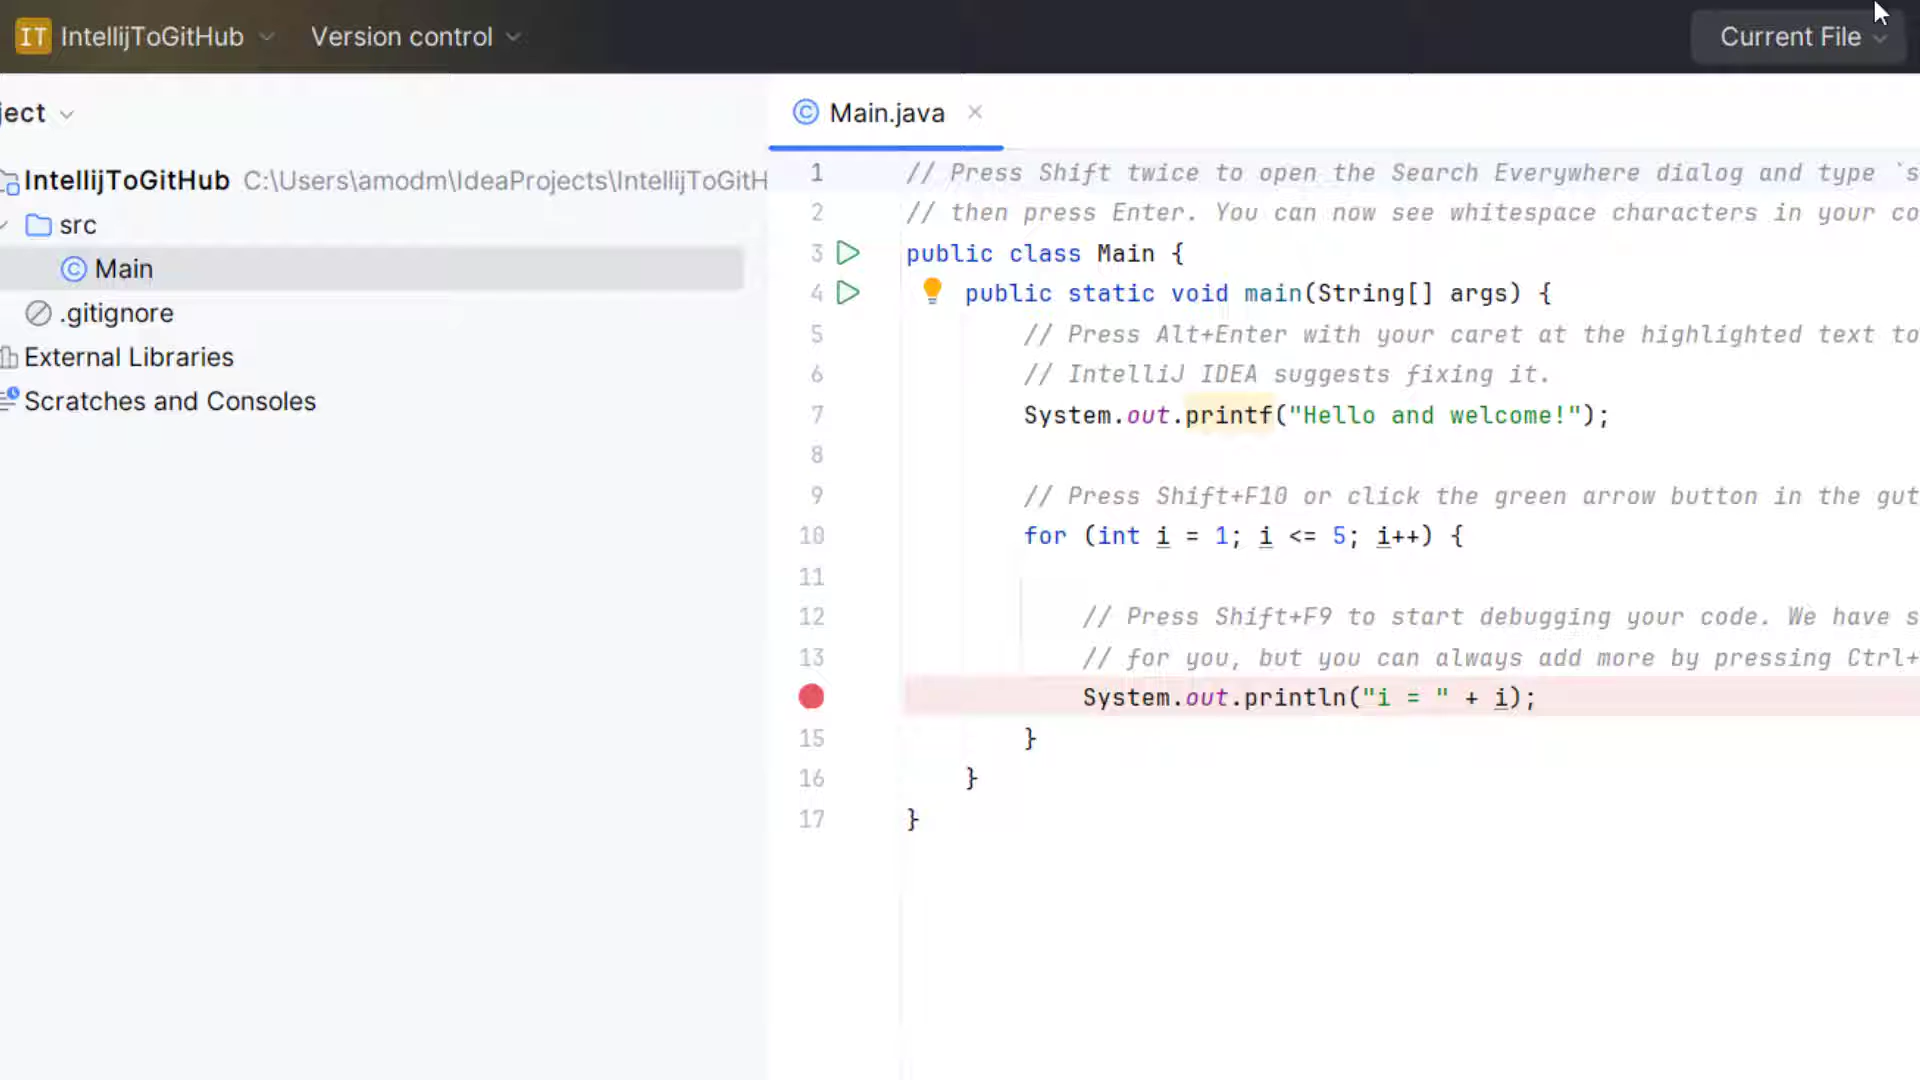 IT IntellijToGitHub Version control Current File
ject
Main.java
IntellijToGitHub C:\Users\amodm\IdeaProjects\IntellijToGitH
src
Main
.gitignore
External Libraries
Scratches and Consoles
1 // Press Shift twice to open the Search Everywhere dialog and type `s
2 // then press Enter. You can now see whitespace characters in your co
3 public class Main {
4 public static void main(String[] args) {
5 // Press Alt+Enter with your caret at the highlighted text to
6 // IntelliJ IDEA suggests fixing it.
7 System.out.printf("Hello and welcome!");
8
9 // Press Shift+F10 or click the green arrow button in the gut
10 for (int i = 1; i <= 5; i++) {
11
12 // Press Shift+F9 to start debugging your code. We have s
13 // for you, but you can always add more by pressing Ctrl+
System.out.println("i = " + i);
15 }
16 }
17 }